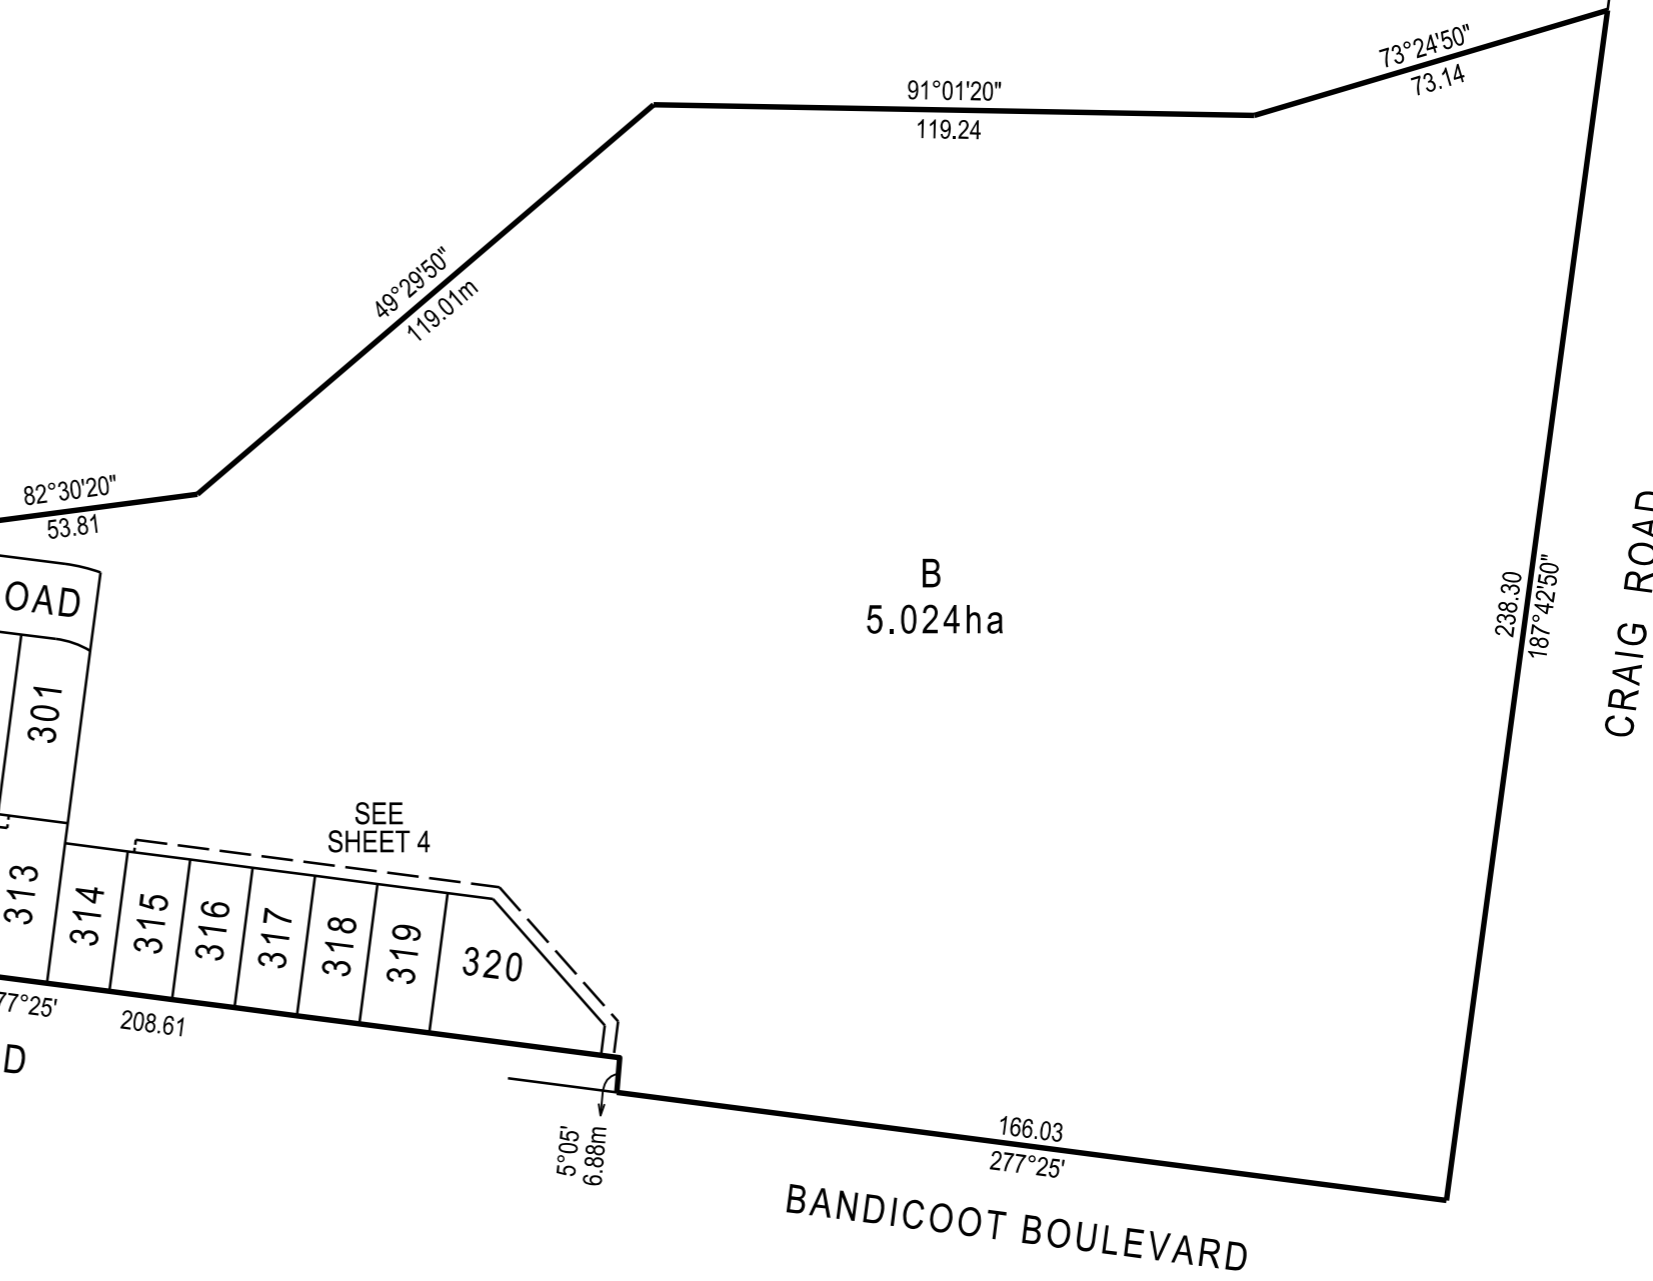 73°24'50"
73.14
91°01'20"
119.24
49°29'50"
119.01m
82°30'20"
53.81
OAD
301
B
5.024ha
238.30
187°42'50"
CRAIG ROAD
SEE
SHEET 4
313
314
315
316
317
318
319
320
77°25'
208.61
D
5°05'
6.88m
166.03
277°25'
BANDICOOT BOULEVARD